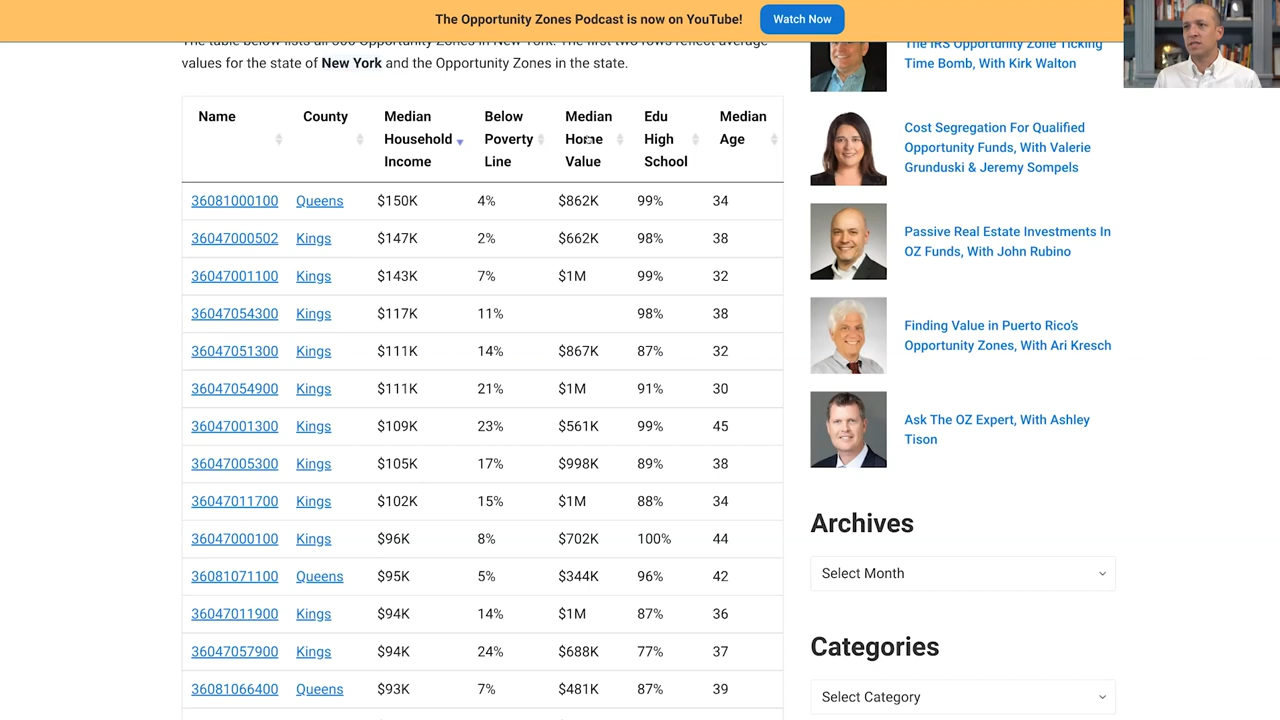 The Opportunity Zones Podcast is now on YouTube! Watch Now
values for the state of New York and the Opportunity Zones in the state.
Name County Median Household Income Below Poverty Line Median Home Value Edu High School Median Age
36081000100 Queens $150K 4% $862K 99% 34
36047000502 Kings $147K 2% $662K 98% 38
36047001100 Kings $143K 7% $1M 99% 32
36047054300 Kings $117K 11% 98% 38
36047051300 Kings $111K 14% $867K 87% 32
36047054900 Kings $111K 21% $1M 91% 30
36047001300 Kings $109K 23% $561K 99% 45
36047005300 Kings $105K 17% $998K 89% 38
36047011700 Kings $102K 15% $1M 88% 34
36047000100 Kings $96K 8% $702K 100% 44
36081071100 Queens $95K 5% $344K 96% 42
36047011900 Kings $94K 14% $1M 87% 36
36047057900 Kings $94K 24% $688K 77% 37
36081066400 Queens $93K 7% $481K 87% 39
The IRS Opportunity Zone Ticking
Time Bomb, With Kirk Walton
Cost Segregation For Qualified
Opportunity Funds, With Valerie
Grunduski & Jeremy Sompels
Passive Real Estate Investments In
OZ Funds, With John Rubino
Finding Value in Puerto Rico's
Opportunity Zones, With Ari Kresch
Ask The OZ Expert, With Ashley
Tison
Archives
Select Month
Categories
Select Category